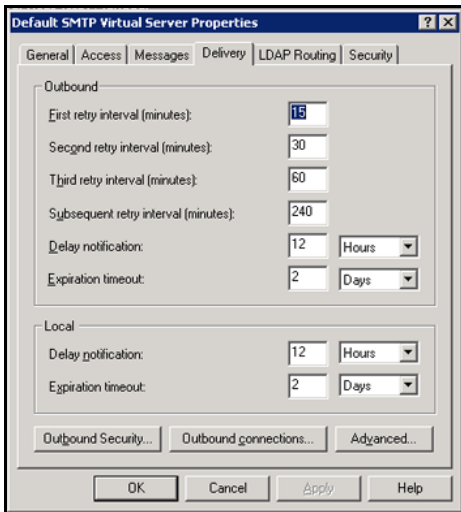 Default SMTP Virtual Server Properties
General Access Messages Delivery LDAP Routing Security
Outbound
First retry interval (minutes): 15
Second retry interval (minutes): 30
Third retry interval (minutes): 60
Subsequent retry interval (minutes): 240
Delay notification: 12 Hours
Expiration timeout: 2 Days
Local
Delay notification: 12 Hours
Expiration timeout: 2 Days
Outbound Security... Outbound connections... Advanced...
OK Cancel Apply Help